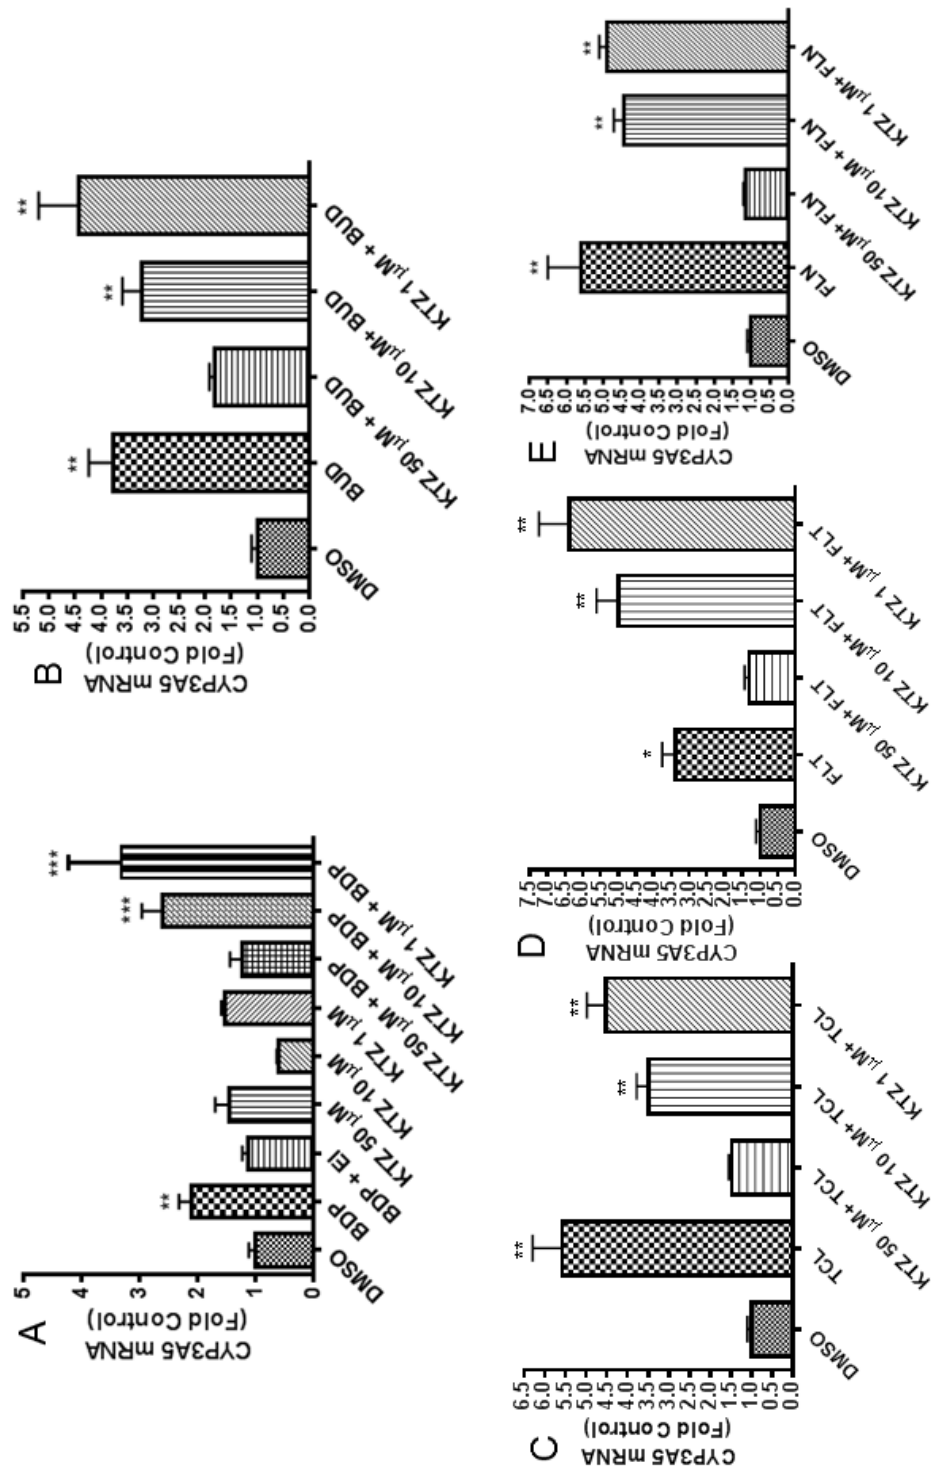 A
CYP3A5 mRNA
(Fold Control)
5
4
3
2
1
0
**
***
***
DMSO
BDP
BDP + EI
KTZ 50 μM
KTZ 10 μM
KTZ 1 μM
KTZ 50 μM + BDP
KTZ 10 μM + BDP
KTZ 1 μM + BDP
B
CYP3A5 mRNA
(Fold Control)
5.5
5.0
4.5
4.0
3.5
3.0
2.5
2.0
1.5
1.0
0.5
0.0
**
**
**
DMSO
BUD
KTZ 50 μM + BUD
KTZ 10 μM+ BUD
KTZ 1 μM + BUD
C
CYP3A5 mRNA
(Fold Control)
6.5
6.0
5.5
5.0
4.5
4.0
3.5
3.0
2.5
2.0
1.5
1.0
0.5
0.0
**
**
**
DMSO
TCL
KTZ 50 μM+ TCL
KTZ 10 μM+ TCL
KTZ 1 μM+ TCL
D
CYP3A5 mRNA
(Fold Control)
7.5
7.0
6.5
6.0
5.5
5.0
4.5
4.0
3.5
3.0
2.5
2.0
1.5
1.0
0.5
0.0
*
**
**
DMSO
FLT
KTZ 50 μM+ FLT
KTZ 10 μM+ FLT
KTZ 1 μM+ FLT
E
CYP3A5 mRNA
(Fold Control)
7.0
6.5
6.0
5.5
5.0
4.5
4.0
3.5
3.0
2.5
2.0
1.5
1.0
0.5
0.0
**
**
**
DMSO
FLN
KTZ 50 μM+ FLN
KTZ 10 μM + FLN
KTZ 1 μM+ FLN